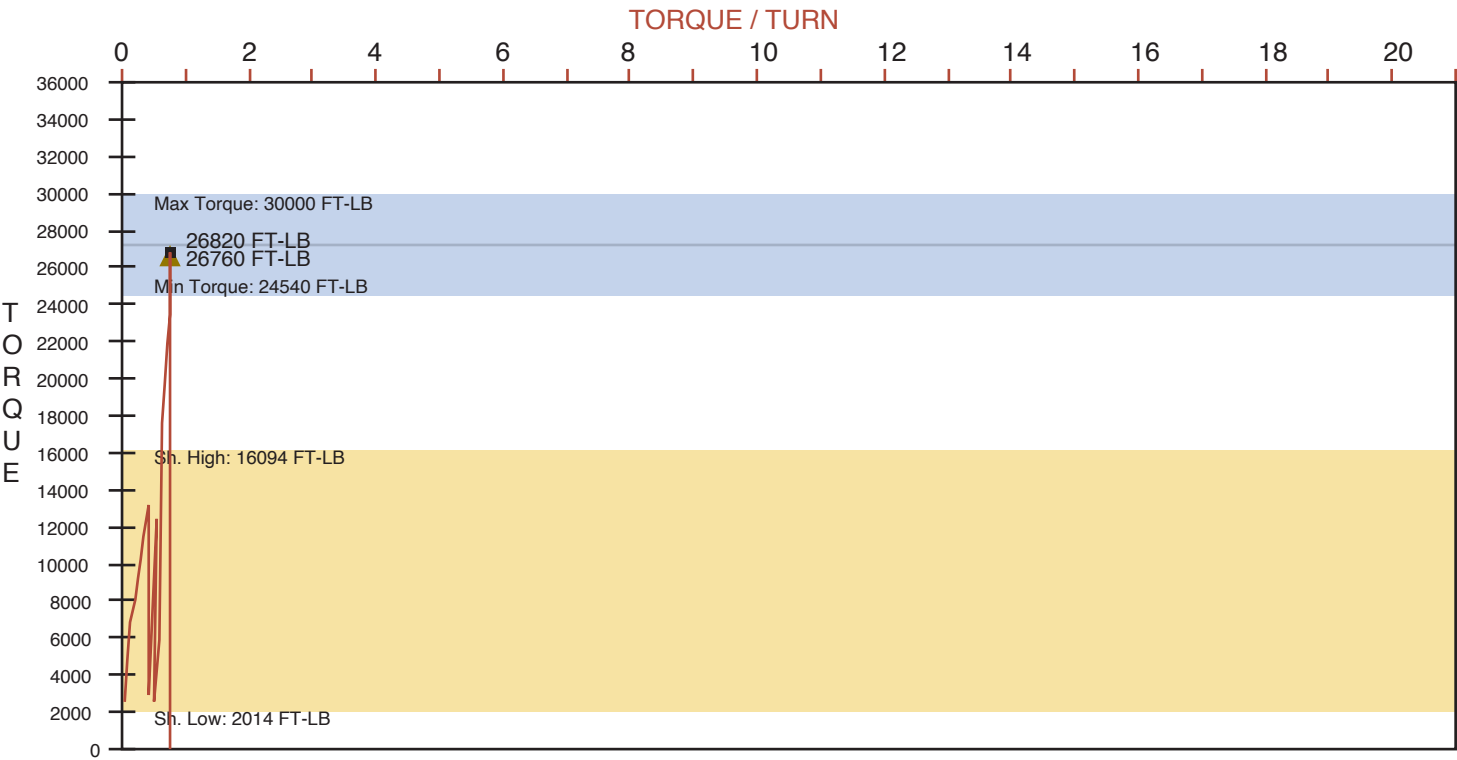 TORQUE / TURN
0 2 4 6 8 10 12 14 16 18 20
36000
34000
32000
30000
Max Torque: 30000 FT-LB
28000
26820 FT-LB
26760 FT-LB
26000
Min Torque: 24540 FT-LB
24000
22000
20000
18000
16000
Sh. High: 16094 FT-LB
14000
12000
10000
8000
6000
4000
2000
Sh. Low: 2014 FT-LB
0
TORQUE